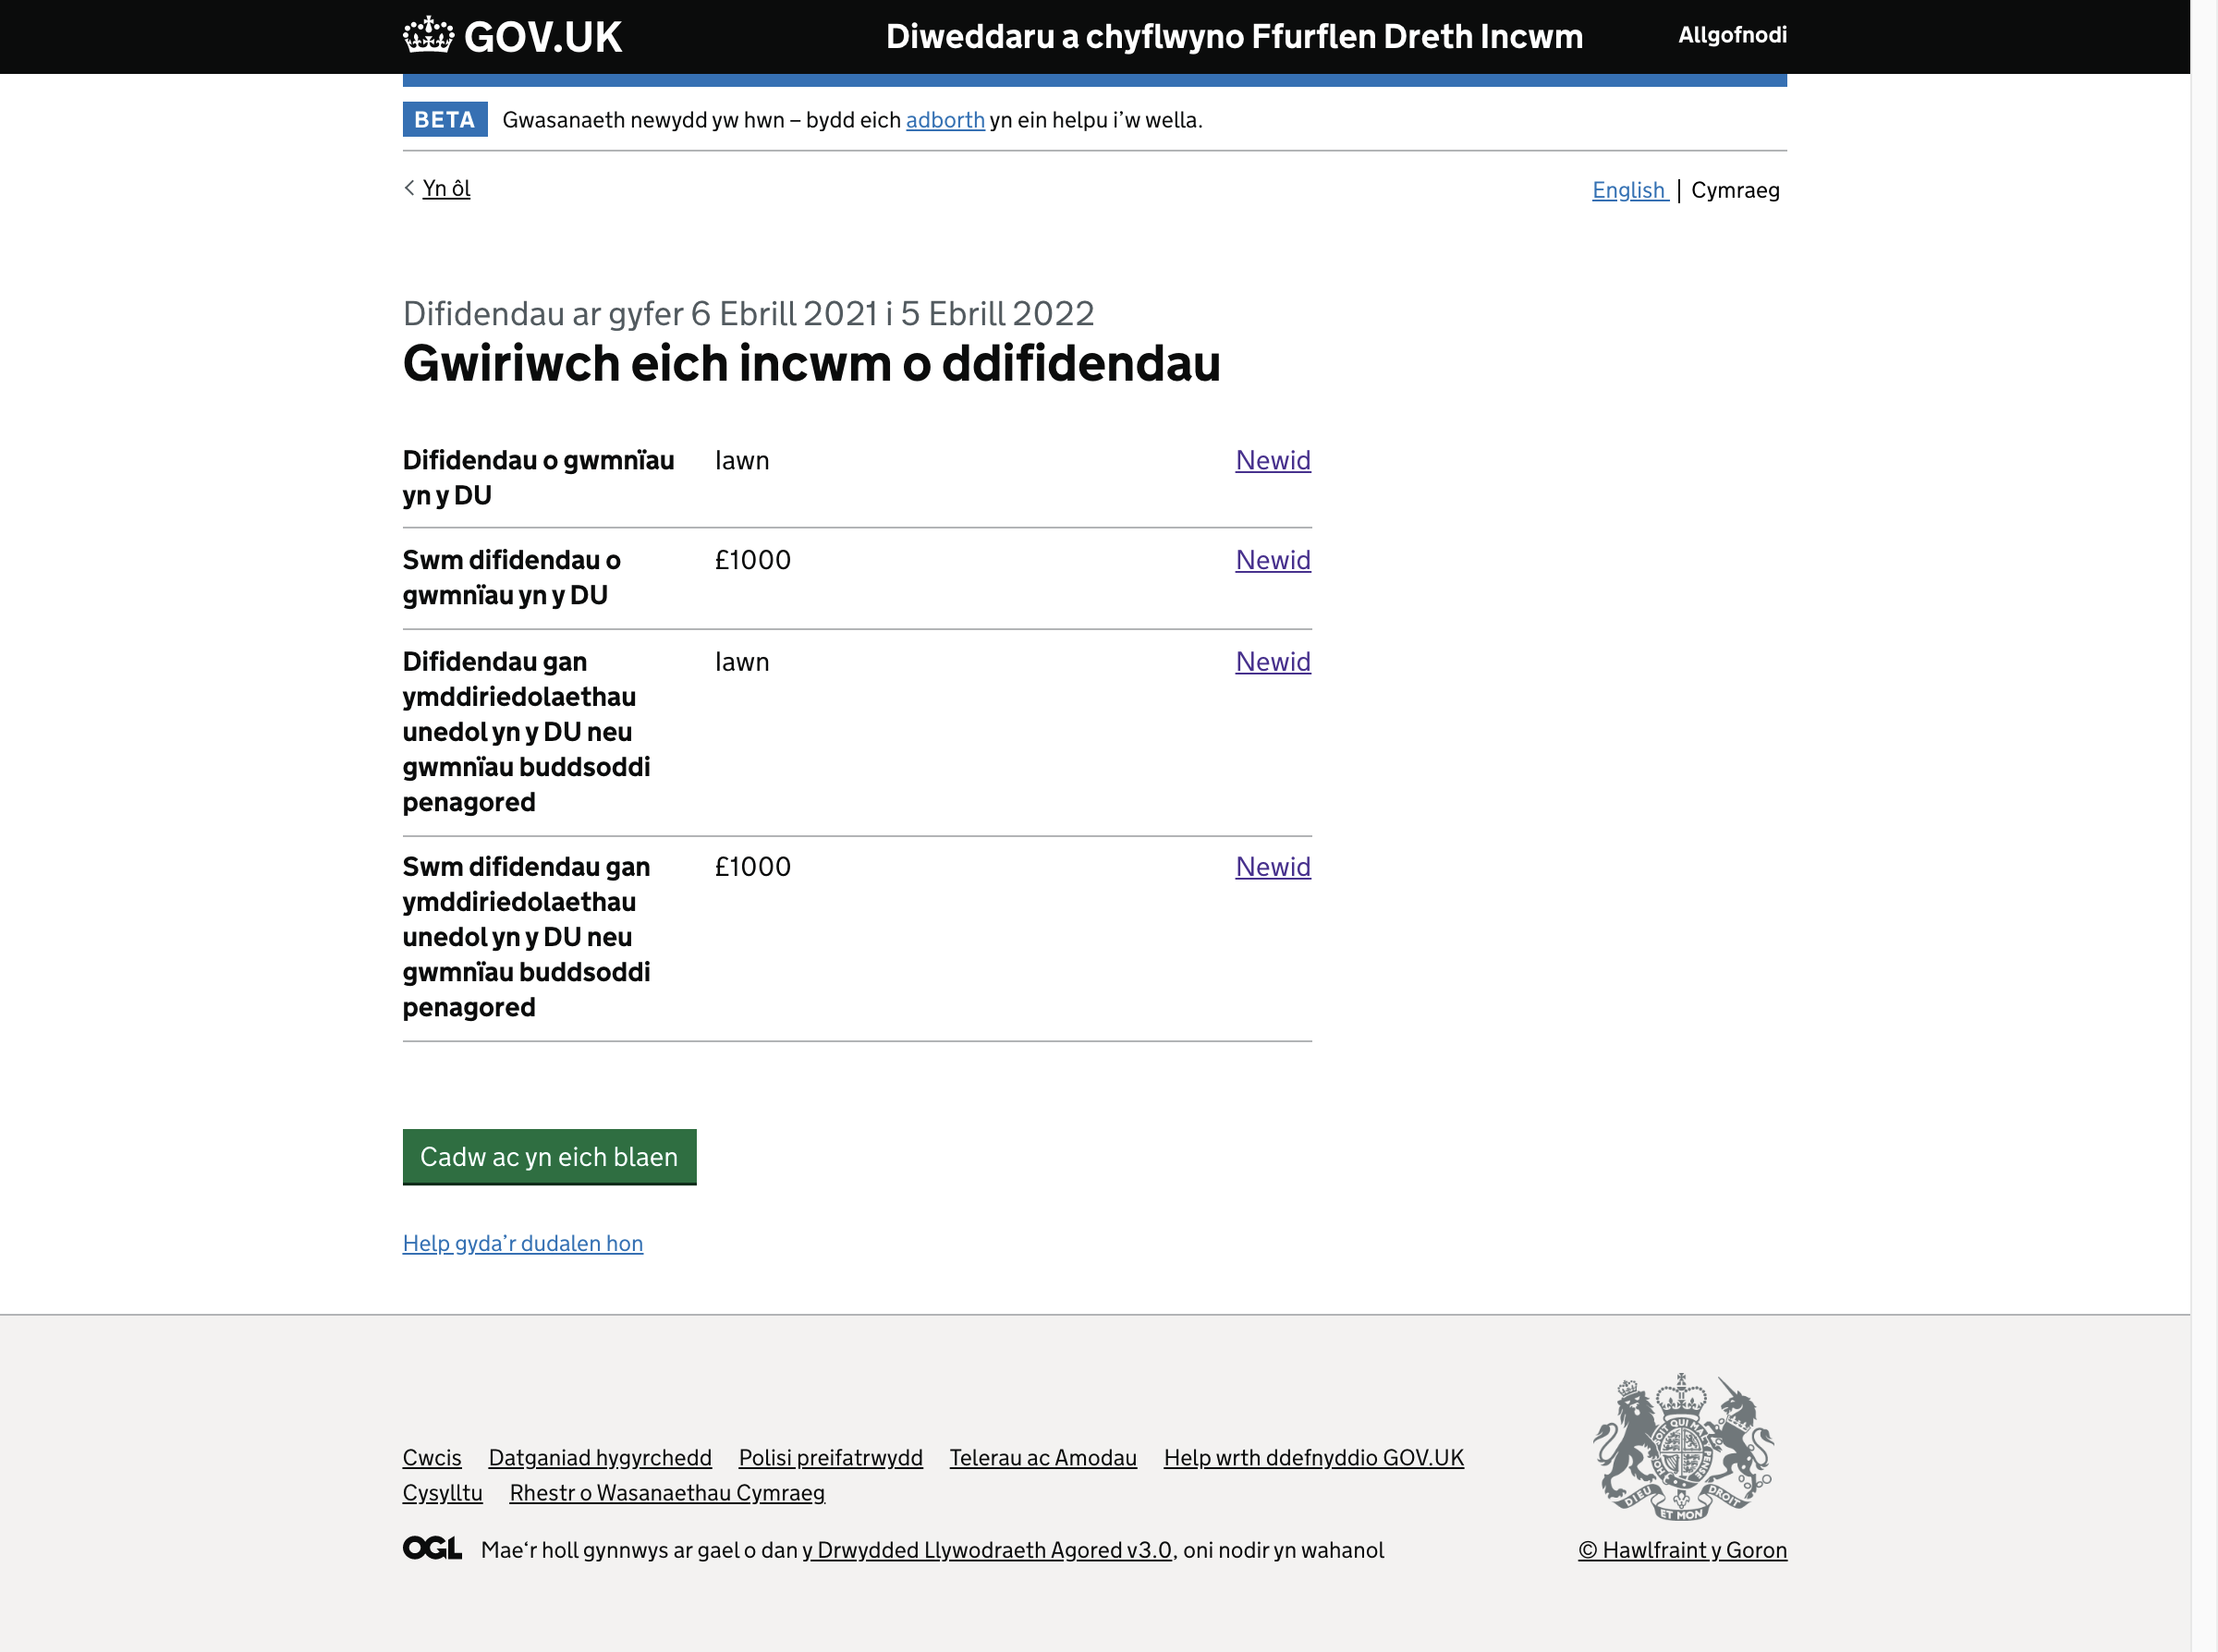 GOV.UK
Diweddaru a chyflwyno Ffurflen Dreth Incwm
Allgofnodi
BETA
Gwasanaeth newydd yw hwn – bydd eich adborth yn ein helpu i’w wella.
Yn ôl
English | Cymraeg
Difidendau ar gyfer 6 Ebrill 2021 i 5 Ebrill 2022
Gwiriwch eich incwm o ddifidendau
Difidendau o gwmnïau
yn y DU
Iawn
Newid
Swm difidendau o
gwmnïau yn y DU
£1000
Newid
Difidendau gan
ymddiriedolaethau
unedol yn y DU neu
gwmnïau buddsoddi
penagored
Iawn
Newid
Swm difidendau gan
ymddiriedolaethau
unedol yn y DU neu
gwmnïau buddsoddi
penagored
£1000
Newid
Cadw ac yn eich blaen
Help gyda’r dudalen hon
Cwcis Datganiad hygyrchedd Polisi preifatrwydd Telerau ac Amodau Help wrth ddefnyddio GOV.UK
Cysylltu Rhestr o Wasanaethau Cymraeg
OGL Mae‘r holl gynnwys ar gael o dan y Drwydded Llywodraeth Agored v3.0, oni nodir yn wahanol
DIEU ET MON DROIT
© Hawlfraint y Goron